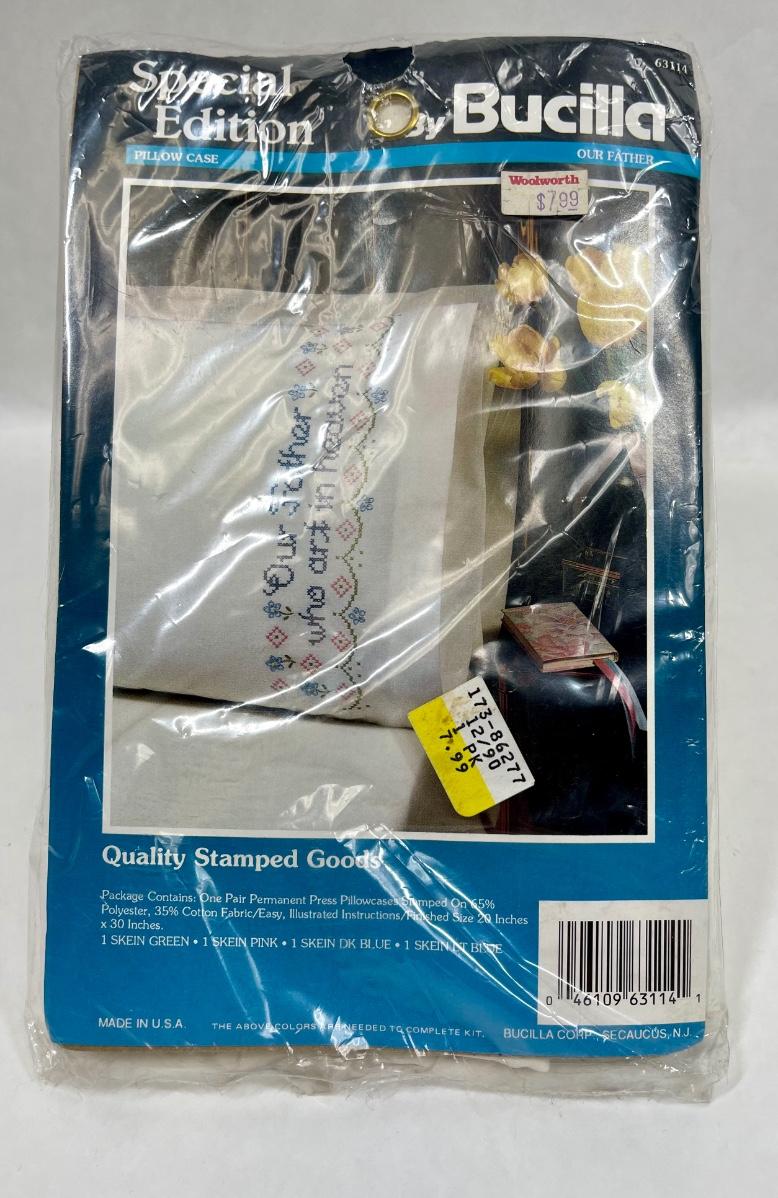 63114
Special
Edition
By Bucilla
PILLOW CASE
OUR FATHER
Woolworth
$7.99
Our Father
who art in heaven
173-86277
12/90
1 PK
7.99
Quality Stamped Goods
Package Contains: One Pair Permanent Press Pillowcases Stamped On 65%
Polyester, 35% Cotton Fabric/Easy, Illustrated Instructions/Finished Size 20 Inches
x 30 Inches.
1 SKEIN GREEN • 1 SKEIN PINK • 1 SKEIN DK BLUE • 1 SKEIN LT BLUE
0 46109 63114 1
MADE IN U.S.A.
THE ABOVE COLORS ARE NEEDED TO COMPLETE KIT.
BUCILLA CORP., SECAUCUS, N.J.